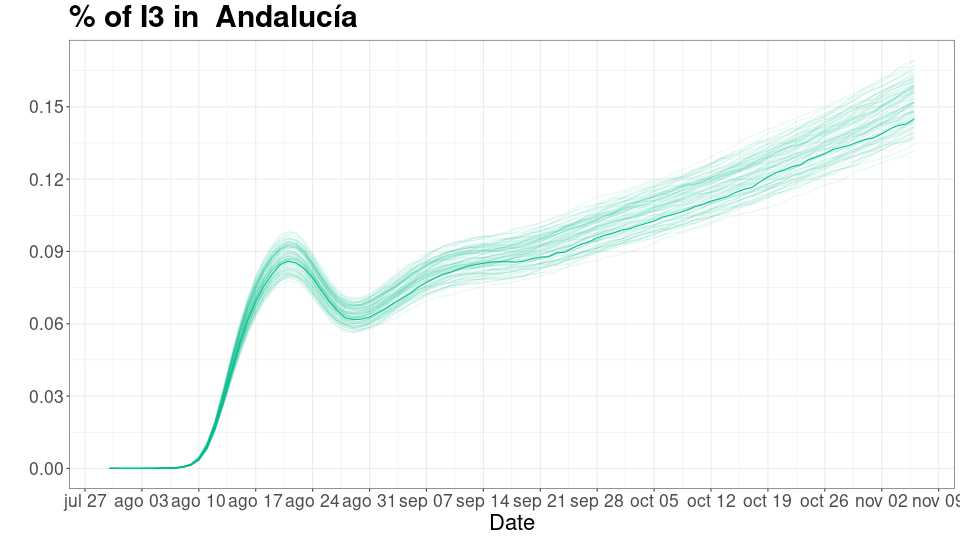 % of I3 in  Andalucía
0.15
0.12
0.09
0.06
0.03
0.00
jul 27 ago 03 ago 10 ago 17 ago 24 ago 31 sep 07 sep 14 sep 21 sep 28 oct 05 oct 12 oct 19 oct 26 nov 02 nov 09
Date